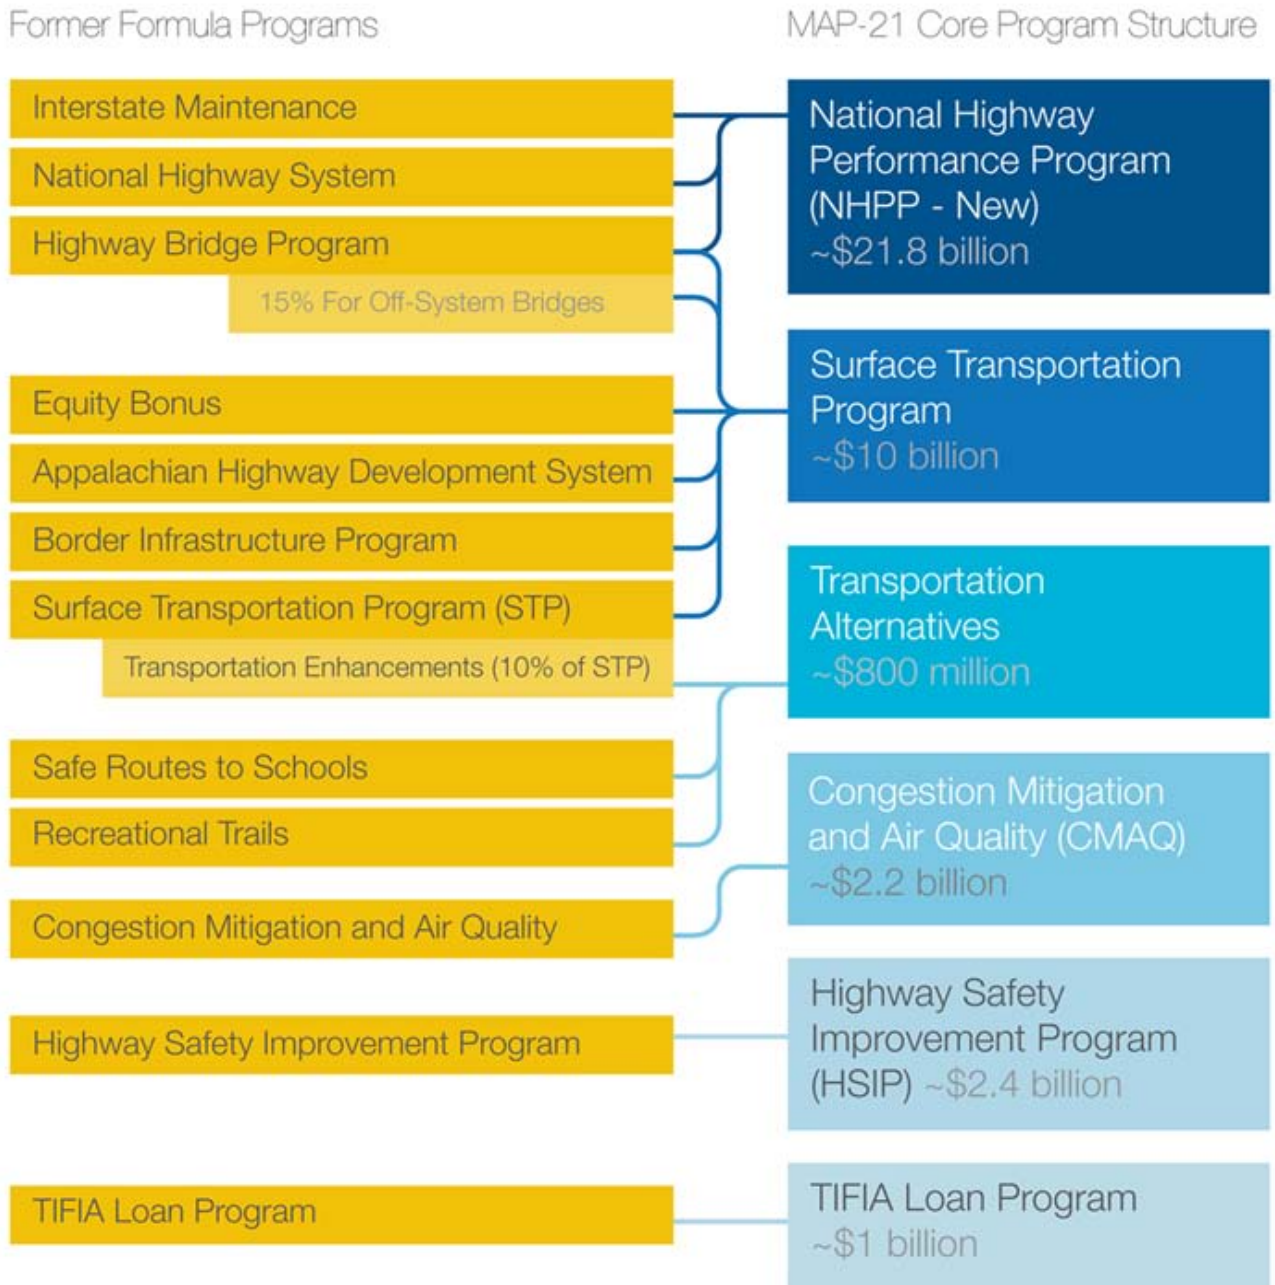 Former Formula Programs
MAP-21 Core Program Structure
Interstate Maintenance
National Highway System
Highway Bridge Program
15% For Off-System Bridges
Equity Bonus
Appalachian Highway Development System
Border Infrastructure Program
Surface Transportation Program (STP)
Transportation Enhancements (10% of STP)
Safe Routes to Schools
Recreational Trails
Congestion Mitigation and Air Quality
Highway Safety Improvement Program
TIFIA Loan Program
National Highway
Performance Program
(NHPP - New)
~$21.8 billion
Surface Transportation
Program
~$10 billion
Transportation
Alternatives
~$800 million
Congestion Mitigation
and Air Quality (CMAQ)
~$2.2 billion
Highway Safety
Improvement Program
(HSIP) ~$2.4 billion
TIFIA Loan Program
~$1 billion